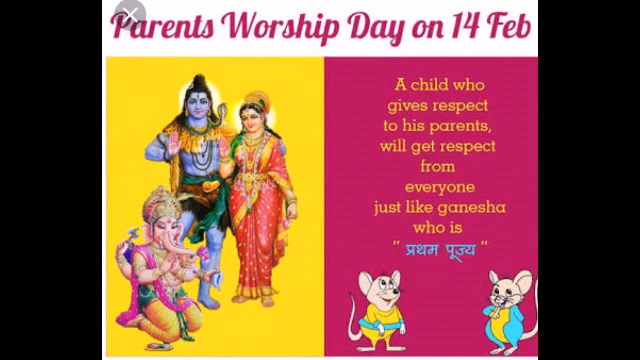 Parents Worship Day on 14 Feb
A child who
gives respect
to his parents,
will get respect
from
everyone
just like ganesha
who is
" प्रथम पूज्य "